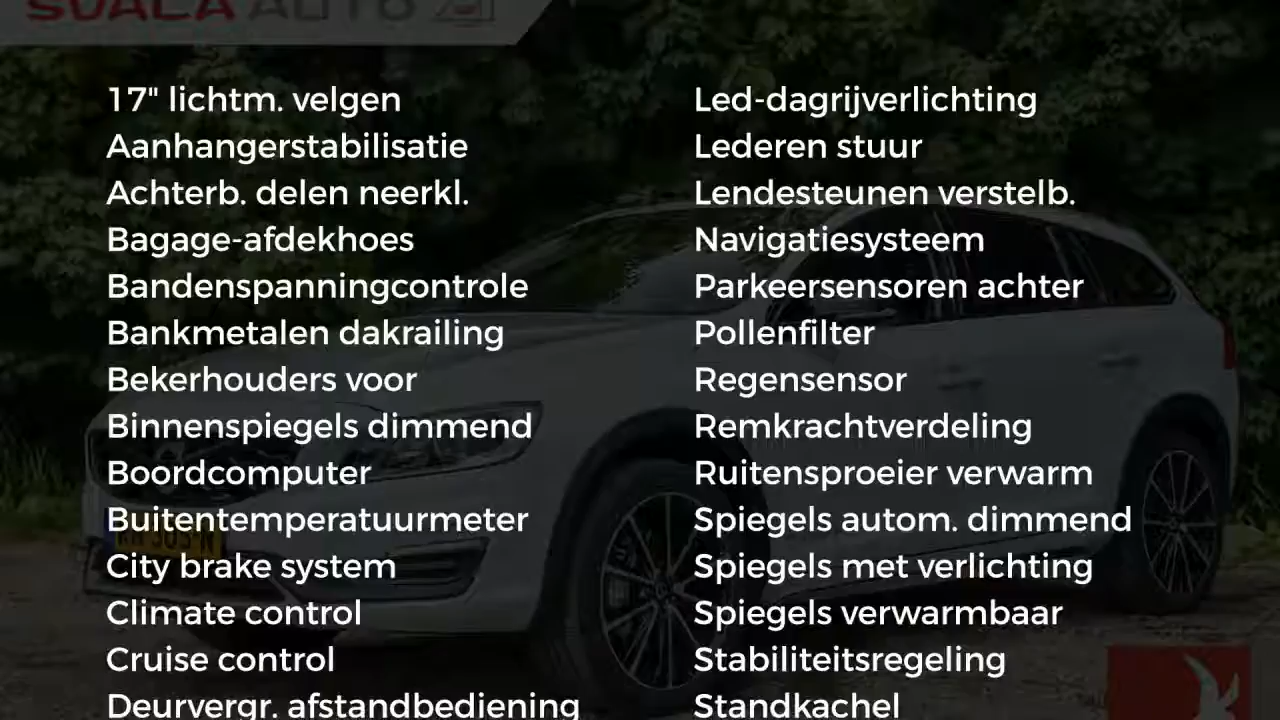 AUTO
17" lichtm. velgen
Aanhangerstabilisatie
Achterb. delen neerkl.
Bagage-afdekhoes
Bandenspanningcontrole
Bankmetalen dakrailing
Bekerhouders voor
Binnenspiegels dimmend
Boordcomputer
Buitentemperatuurmeter
City brake system
Climate control
Cruise control
Deurvergr. afstandbediening
Led-dagrijverlichting
Lederen stuur
Lendesteunen verstelb.
Navigatiesysteem
Parkeersensoren achter
Pollenfilter
Regensensor
Remkrachtverdeling
Ruitensproeier verwarm
Spiegels autom. dimmend
Spiegels met verlichting
Spiegels verwarmbaar
Stabiliteitsregeling
Standkachel